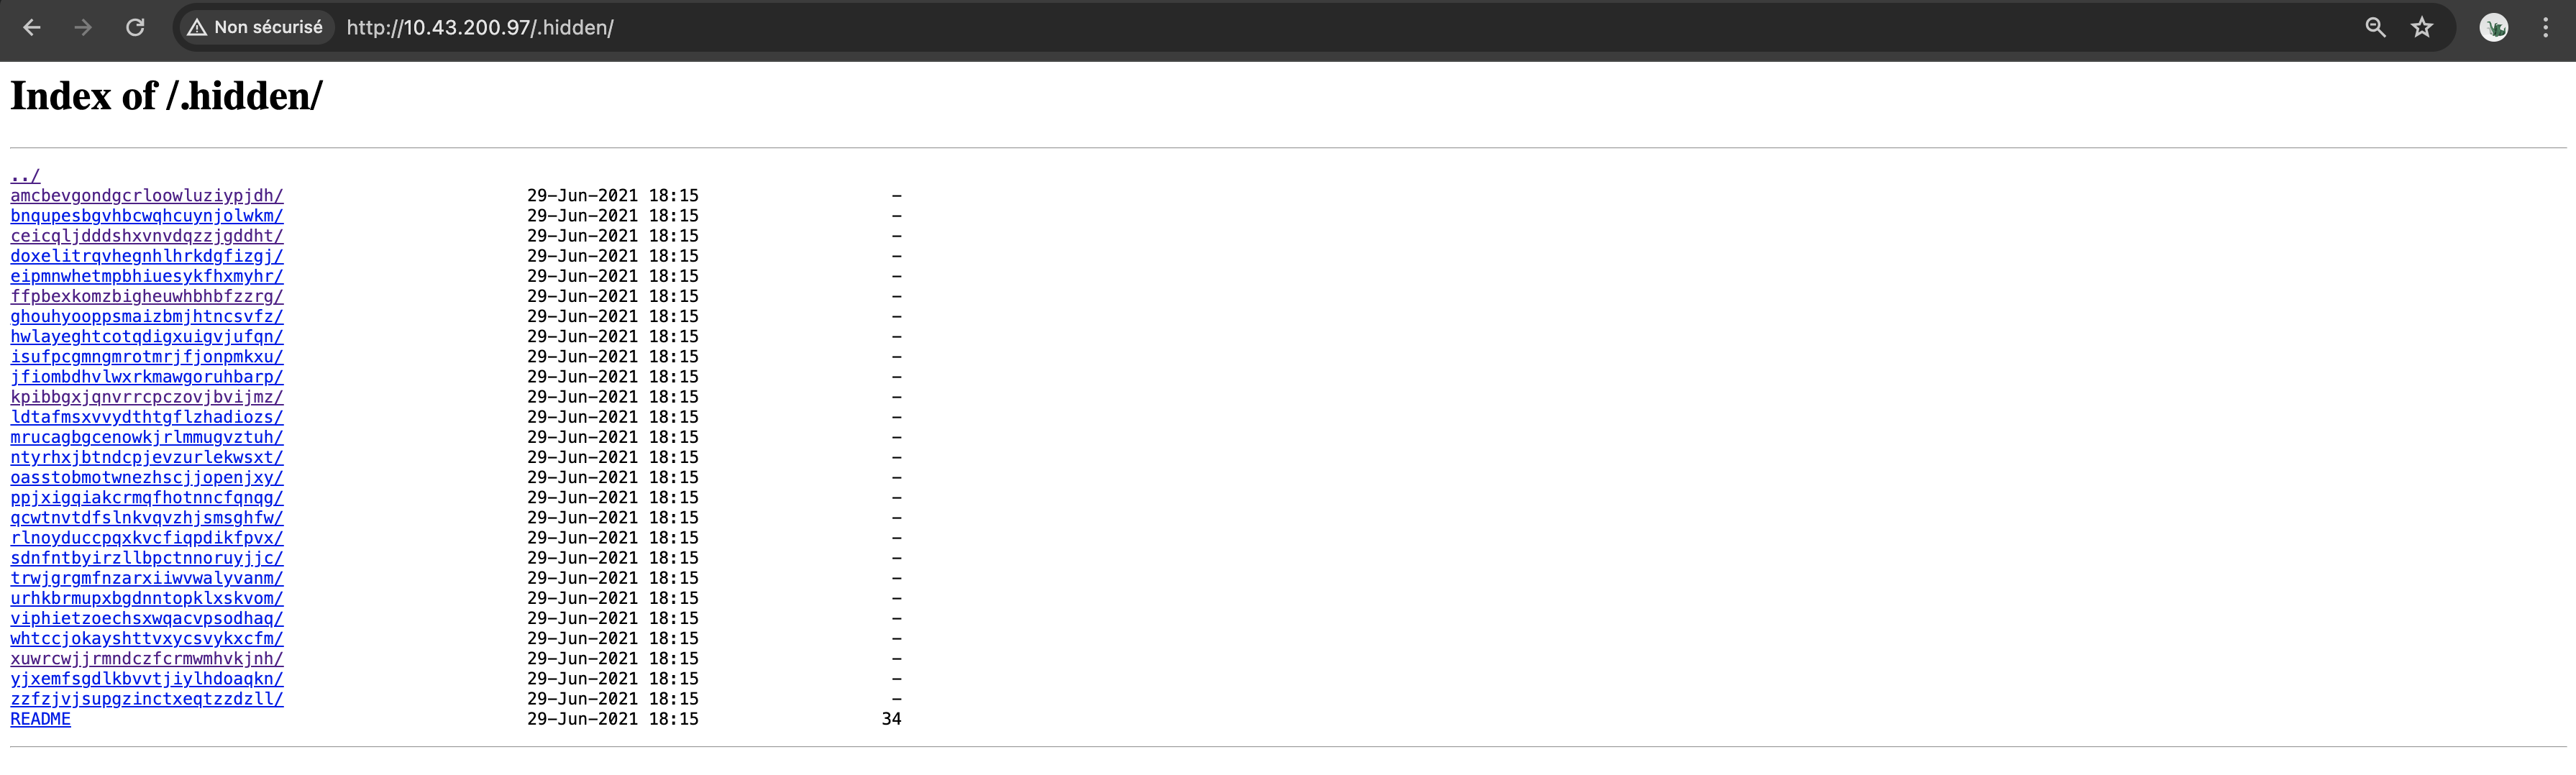 Non sécurisé http://10.43.200.97/.hidden/
Index of /.hidden/
../
amcbevgondgcrloowluziypjdh/ 29-Jun-2021 18:15 -
bnqupesbgvhbcwqhcuynjolwkm/ 29-Jun-2021 18:15 -
ceicqljdddshxvnvdqzzjgddht/ 29-Jun-2021 18:15 -
doxelitrqvhegnhlhrkdgfizgj/ 29-Jun-2021 18:15 -
eipmnwhetmpbhiuesykfhxmyhr/ 29-Jun-2021 18:15 -
ffpbexkomzbigheuwhbhbfzzrg/ 29-Jun-2021 18:15 -
ghouhyooppsmaizbmjhtncsvfz/ 29-Jun-2021 18:15 -
hwlayeghtcotqdigxuigvjufqn/ 29-Jun-2021 18:15 -
isufpcgmngmrotmrjfjonpmkxu/ 29-Jun-2021 18:15 -
jfiombdhvlwxrkmawgoruhbarp/ 29-Jun-2021 18:15 -
kpibbgxjqnvrrcpczovjbvijmz/ 29-Jun-2021 18:15 -
ldtafmsxvvydthtgflzhadiozs/ 29-Jun-2021 18:15 -
mrucagbgcenowkjrlmmugvztuh/ 29-Jun-2021 18:15 -
ntyrhxjbtndcpjevzurlekwsxt/ 29-Jun-2021 18:15 -
oasstobmotwnezhscjjopenjxy/ 29-Jun-2021 18:15 -
ppjxigqiakcrmqfhotnncfqnqg/ 29-Jun-2021 18:15 -
qcwtnvtdfslnkvqvzhjsmsghfw/ 29-Jun-2021 18:15 -
rlnoyduccpqxkvcfiqpdikfpvx/ 29-Jun-2021 18:15 -
sdnfntbyirzllbpctnnoruyjjc/ 29-Jun-2021 18:15 -
trwjgrgmfnzarxiiwvwalyvanm/ 29-Jun-2021 18:15 -
urhkbrmupxbgdnntopklxskvom/ 29-Jun-2021 18:15 -
viphietzoechsxwqacvpsodhaq/ 29-Jun-2021 18:15 -
whtccjokayshttvxycsvykxcfm/ 29-Jun-2021 18:15 -
xuwrcwjjrmndczfcrmwmhvkjnh/ 29-Jun-2021 18:15 -
yjxemfsgdlkbvvtjiylhdoaqkn/ 29-Jun-2021 18:15 -
zzfzjvjsupgzinctxeqtzzdzll/ 29-Jun-2021 18:15 -
README 29-Jun-2021 18:15 34